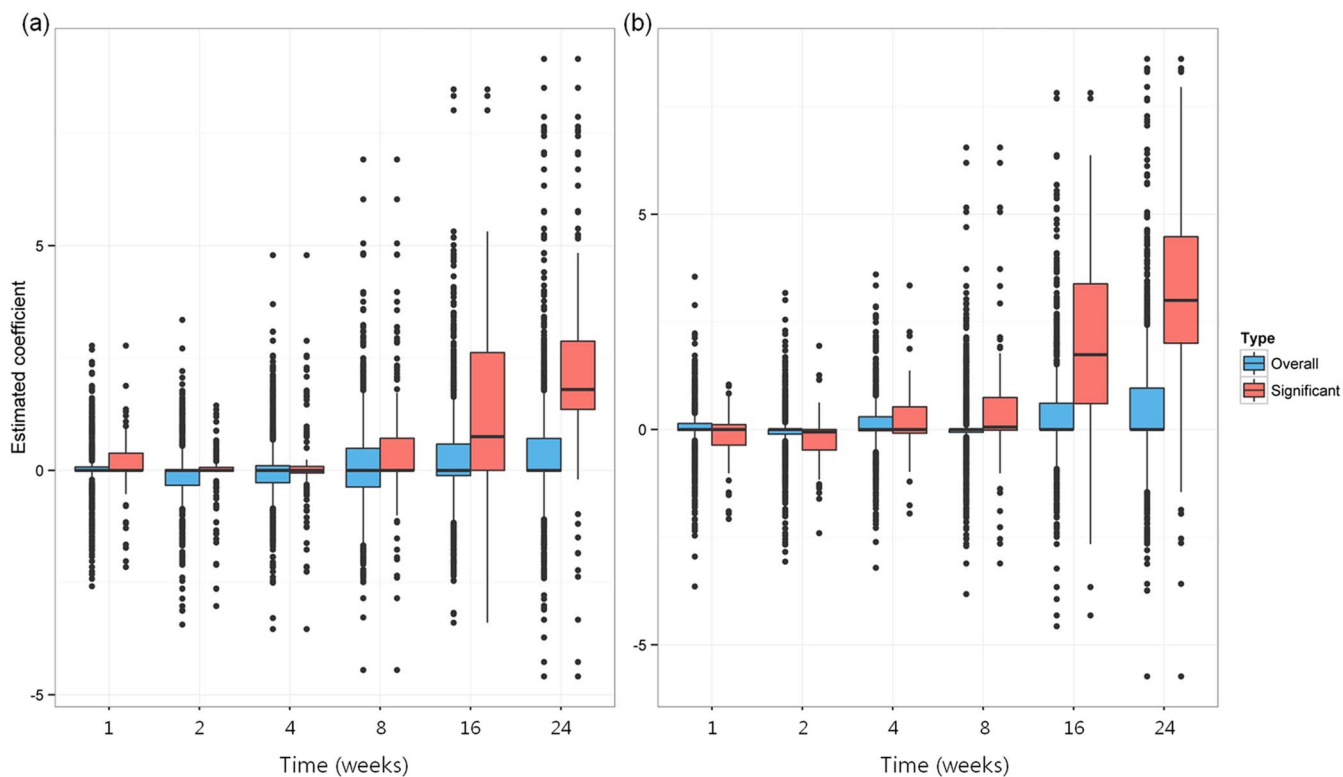 (a)
(b)
Estimated coefficient
5
0
-5
1 2 4 8 16 24
Time (weeks)
5
0
-5
1 2 4 8 16 24
Time (weeks)
Type
Overall
Significant